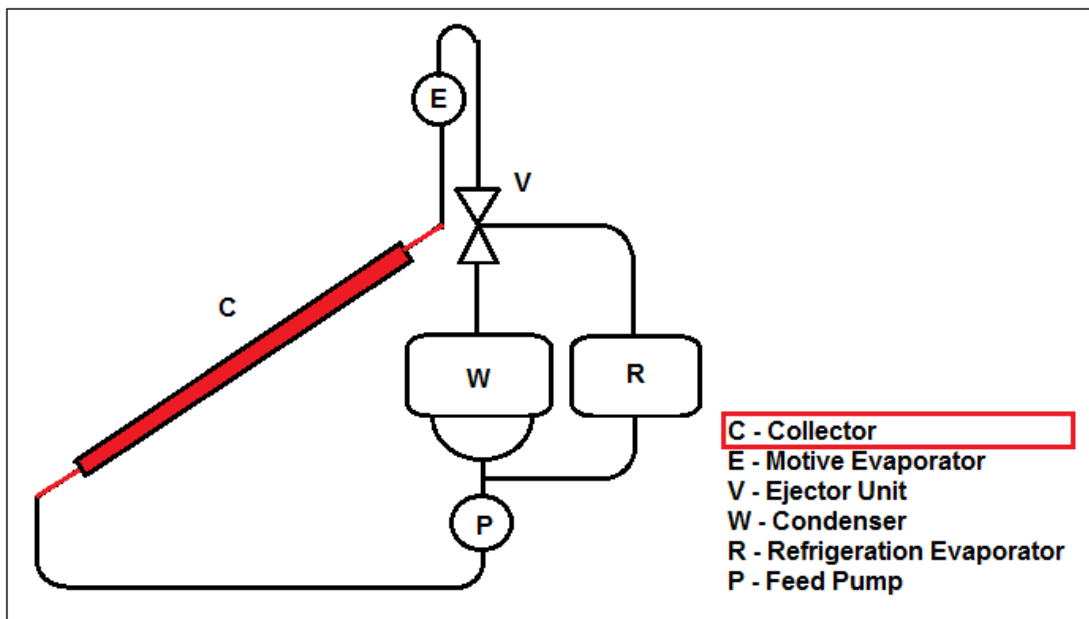 E
V
C
W
R
P
C - Collector
E - Motive Evaporator
V - Ejector Unit
W - Condenser
R - Refrigeration Evaporator
P - Feed Pump